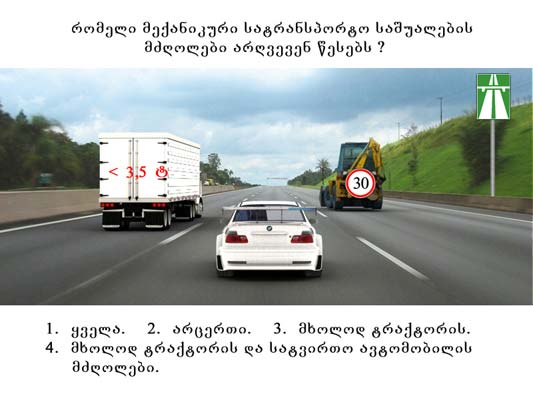 რომელი მექანიკური სატრანსპორტო საშუალების
მძღოლები არღვევენ წესებს ?
< 3,5 ტ
30
1. ყველა. 2. არცერთი. 3. მხოლოდ ტრაქტორის.
4. მხოლოდ ტრაქტორის და სატვირთო ავტომობილის
მძღოლები.